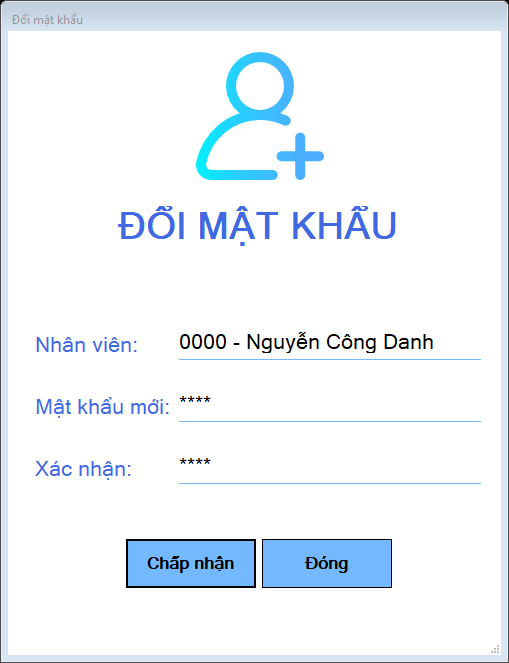 Đổi mật khẩu
ĐỔI MẬT KHẨU
Nhân viên: 0000 - Nguyễn Công Danh
Mật khẩu mới: ****
Xác nhận: ****
Chấp nhận Đóng